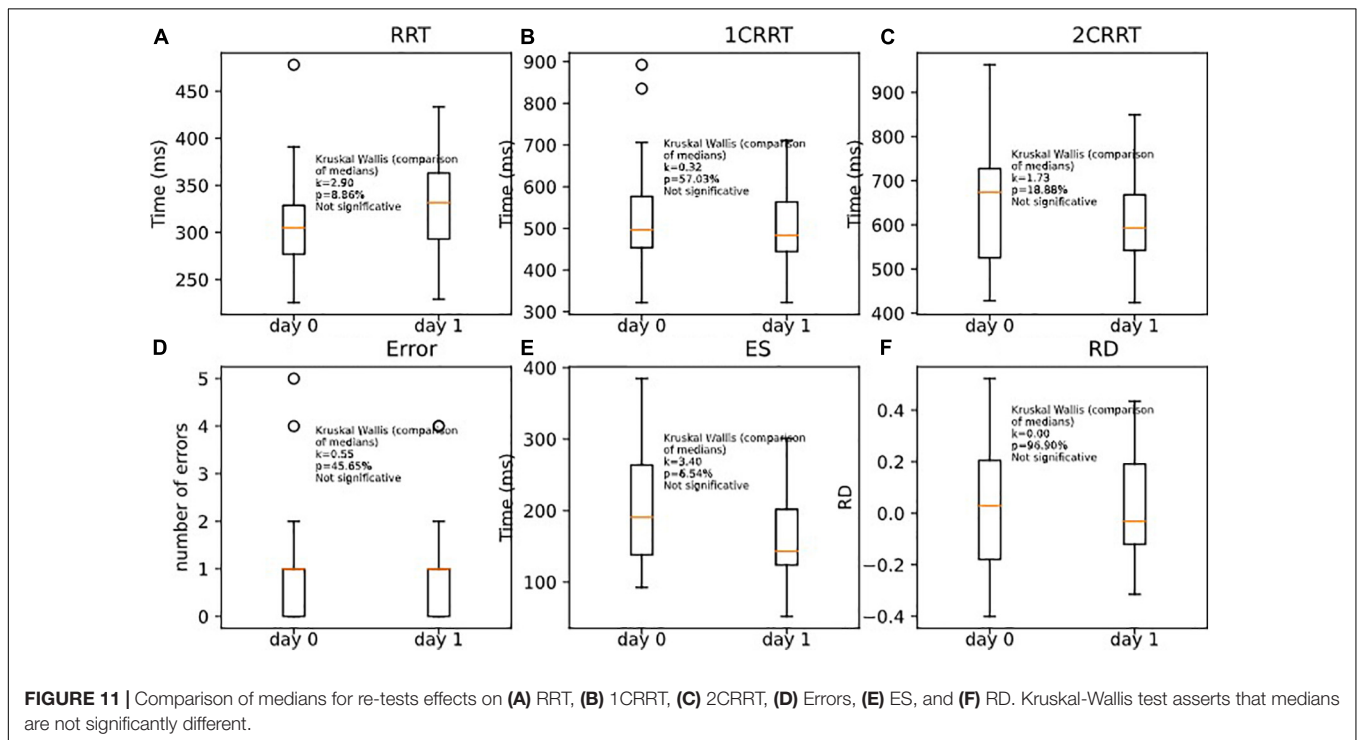 A
RRT
Time (ms)
450
400
350
300
250
Kruskal Wallis (comparison
of medians)
k=2.90
p=8.86%
Not significative
day 0
day 1
B
1CRRT
Time (ms)
900
800
700
600
500
400
300
Kruskal Wallis (comparison
of medians)
k=0.32
p=57.03%
Not significative
day 0
day 1
C
2CRRT
Time (ms)
900
800
700
600
500
400
Kruskal Wallis (comparison
of medians)
k=1.73
p=18.88%
Not significative
day 0
day 1
D
Error
number of errors
5
4
3
2
1
0
Kruskal Wallis (comparison
of medians)
k=0.55
p=45.65%
Not significative
day 0
day 1
E
ES
Time (ms)
400
300
200
100
Kruskal Wallis (comparison
of medians)
k=3.40
p=6.54%
Not significative
day 0
day 1
F
RD
RD
0.4
0.2
0.0
−0.2
−0.4
Kruskal Wallis (comparison
of medians)
k=0.00
p=96.90%
Not significative
day 0
day 1
FIGURE 11 | Comparison of medians for re-tests effects on (A) RRT, (B) 1CRRT, (C) 2CRRT, (D) Errors, (E) ES, and (F) RD. Kruskal-Wallis test asserts that medians
are not significantly different.